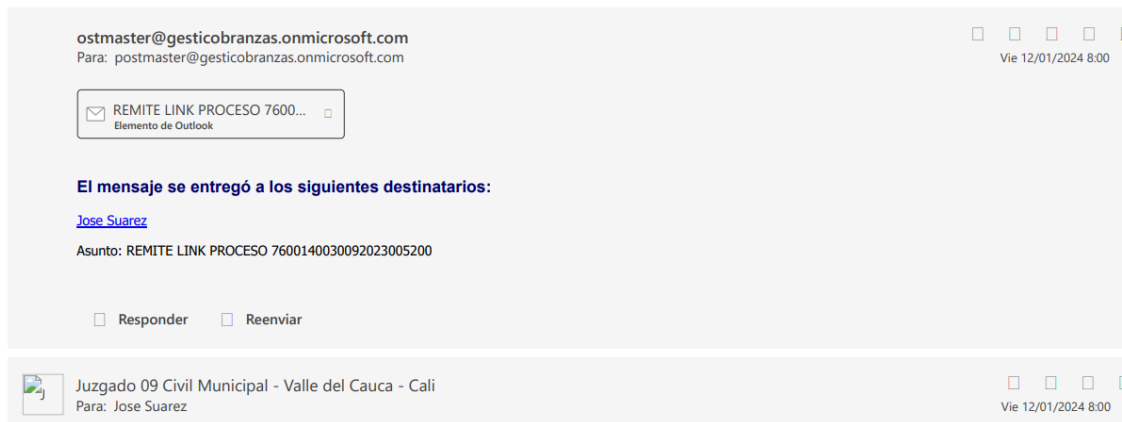 ostmaster@gesticobranzas.onmicrosoft.com
Para: postmaster@gesticobranzas.onmicrosoft.com
Vie 12/01/2024 8:00
REMITE LINK PROCESO 7600...
Elemento de Outlook
El mensaje se entregó a los siguientes destinatarios:
Jose Suarez
Asunto: REMITE LINK PROCESO 7600140030092023005200
Responder Reenviar
Juzgado 09 Civil Municipal - Valle del Cauca - Cali
J
Para: Jose Suarez
Vie 12/01/2024 8:00